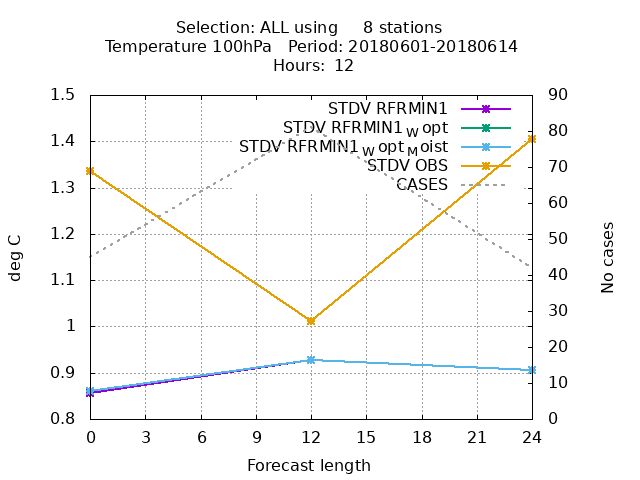 Selection: ALL using     8 stations
Temperature 100hPa   Period: 20180601-20180614
Hours:  12
STDV RFRMIN1
STDV RFRMIN1 W opt
STDV RFRMIN1 W opt M oist
STDV OBS
CASES
1.5
1.4
1.3
1.2
1.1
1
0.9
0.8
deg C
90
80
70
60
50
40
30
20
10
0
No cases
0 3 6 9 12 15 18 21 24
Forecast length